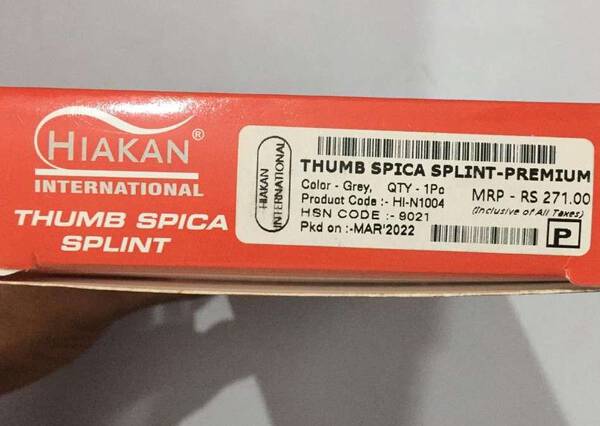 HIAKAN®
INTERNATIONAL
THUMB SPICA
SPLINT
HIAKAN
INTERNATIONAL
THUMB SPICA SPLINT-PREMIUM
Color - Grey, QTY - 1Pc
Product Code :- HI-N1004
MRP - RS 271.00
HSN CODE :- 9021
(Inclusive of All Taxes)
Pkd on :-MAR'2022
P